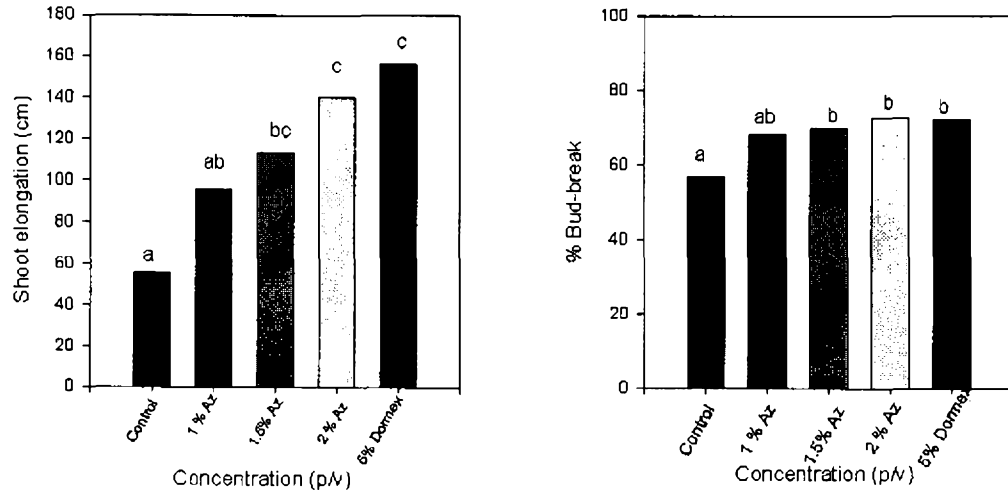 Shoot elongation (cm)
180
160
140
120
100
80
60
40
20
0
a
ab
bc
c
c
Control
1 % Az
1.6% Az
2 % Az
6% Dormex
Concentration (p/v)
% Bud-break
100
80
60
40
20
0
a
ab
b
b
b
Control
1 % Az
1.5% Az
2 % Az
5% Dormex
Concentration (p/v)